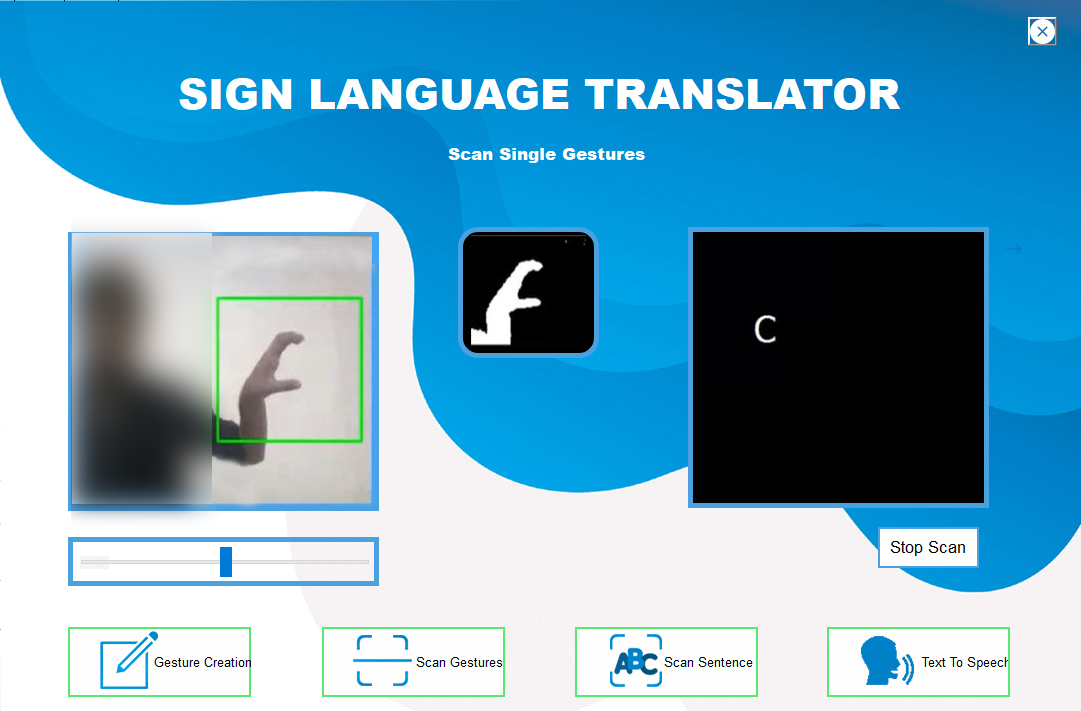 SIGN LANGUAGE TRANSLATOR
Scan Single Gestures
C
Stop Scan
Gesture Creation
Scan Gestures
ABC
Scan Sentence
Text To Speech